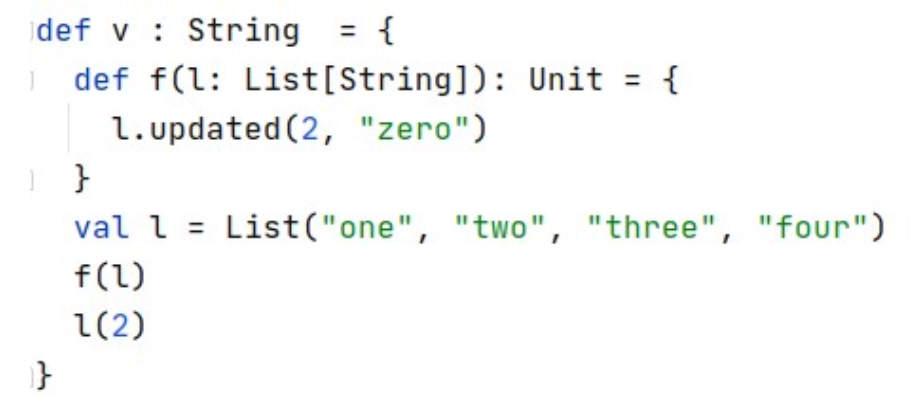 def v : String  = {
  def f(l: List[String]): Unit = {
    l.updated(2, "zero")
  }
  val l = List("one", "two", "three", "four")
  f(l)
  l(2)
}